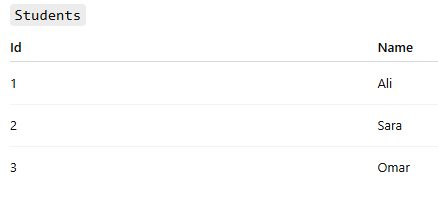 Students
Id Name
1 Ali
2 Sara
3 Omar